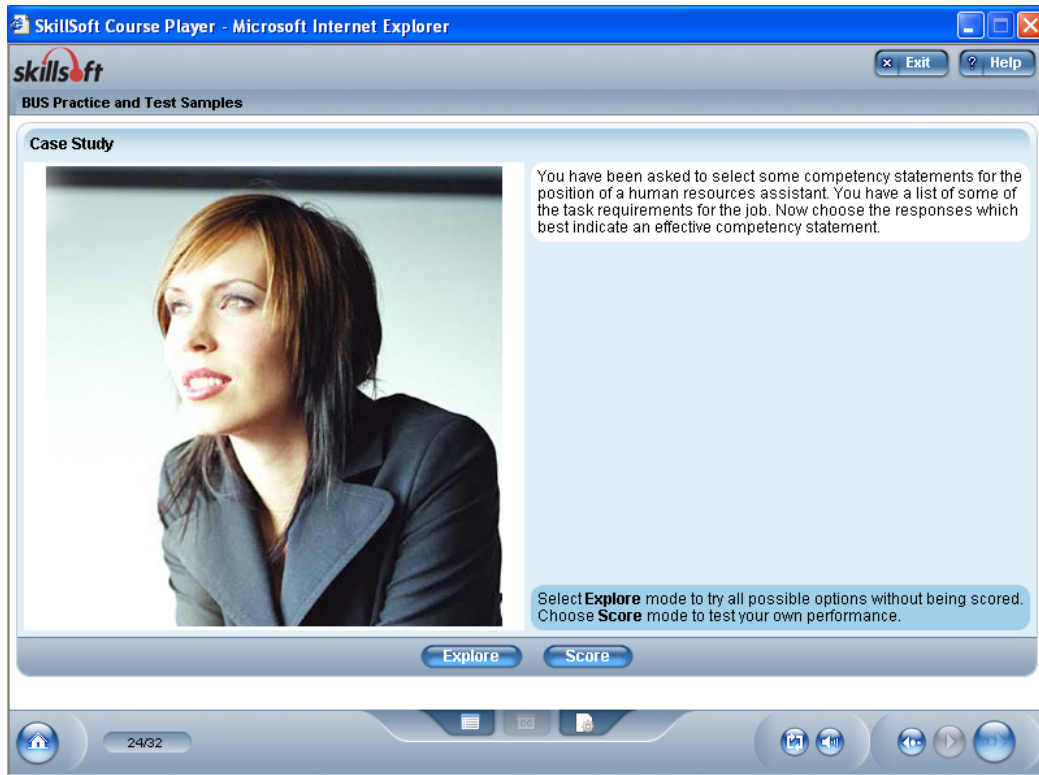 SkillSoft Course Player - Microsoft Internet Explorer
skillsoft
× Exit
? Help
BUS Practice and Test Samples
Case Study
You have been asked to select some competency statements for the
position of a human resources assistant. You have a list of some of
the task requirements for the job. Now choose the responses which
best indicate an effective competency statement.
Select Explore mode to try all possible options without being scored.
Choose Score mode to test your own performance.
Explore
Score
24/32
cc